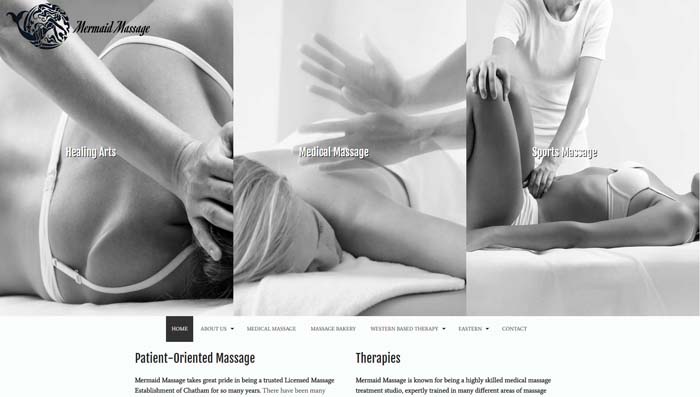 Mermaid Massage
Healing Arts
Medical Massage
Sports Massage
HOME ABOUT US MEDICAL MASSAGE MASSAGE BAKERY WESTERN BASED THERAPY EASTERN CONTACT
Patient-Oriented Massage
Mermaid Massage takes great pride in being a trusted Licensed Massage
Establishment of Chatham for so many years. There have been many
Therapies
Mermaid Massage is known for being a highly skilled medical massage
treatment studio, expertly trained in many different areas of massage